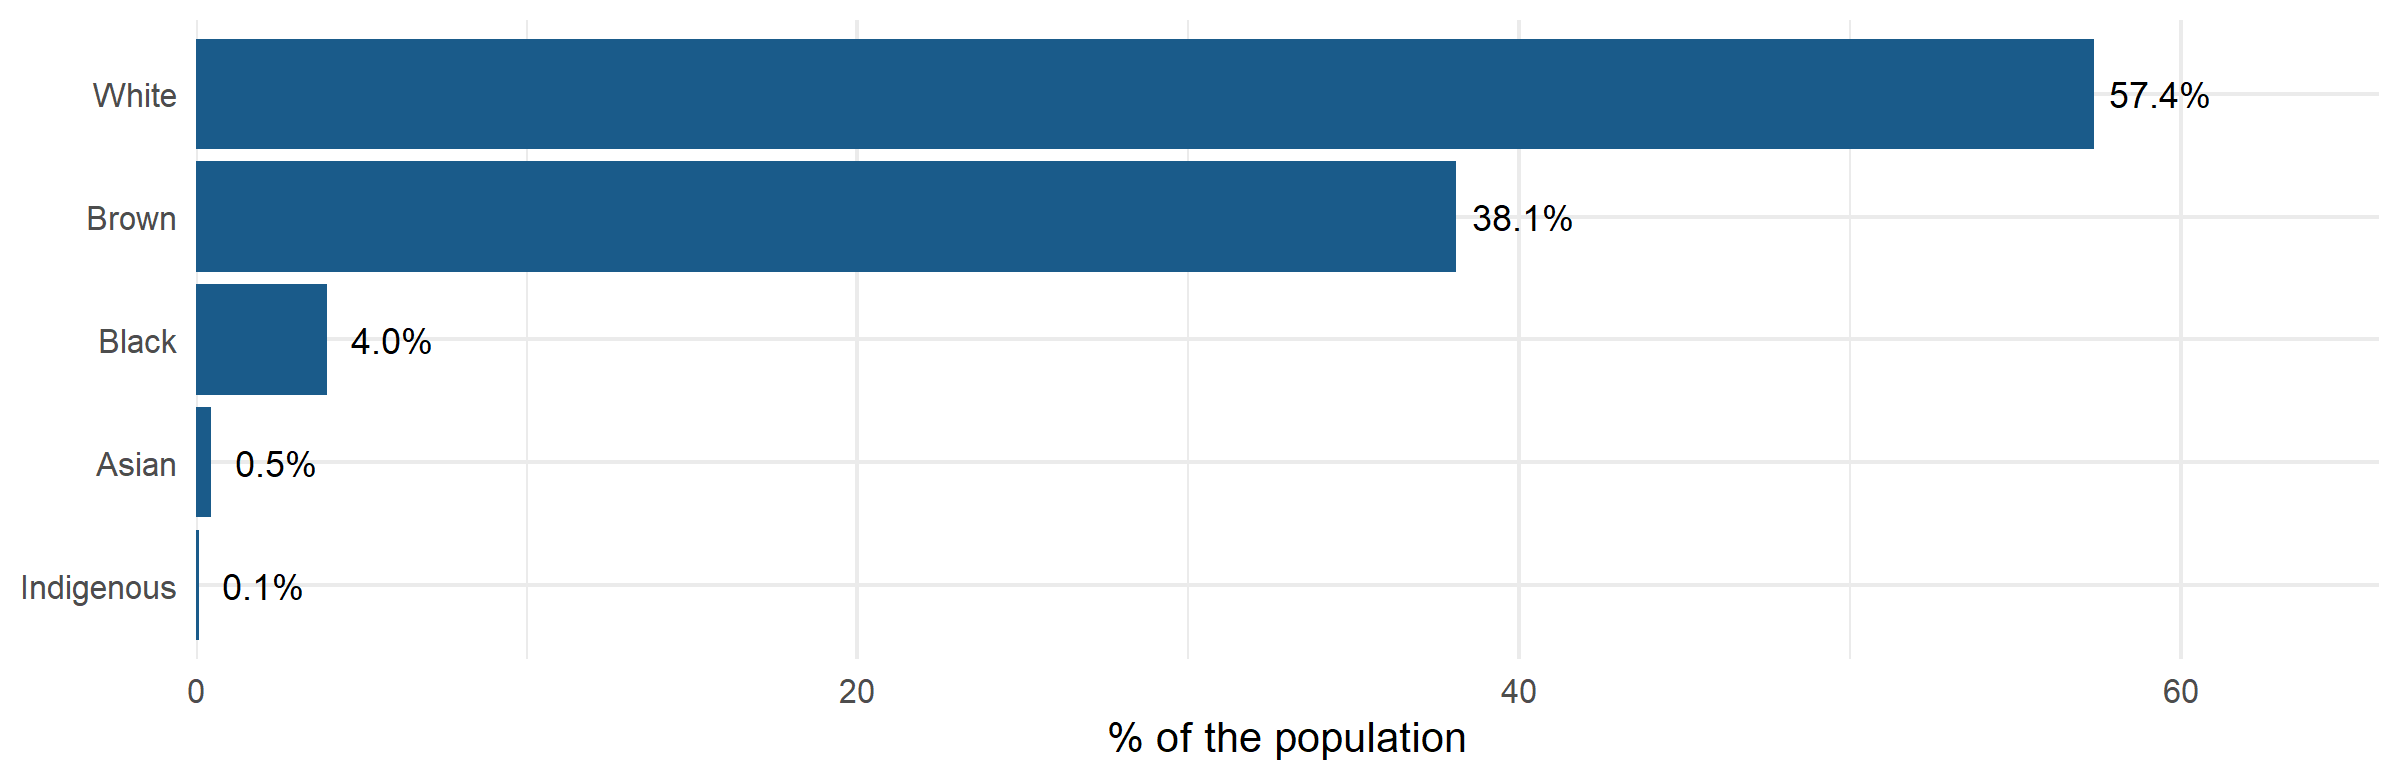 White 57.4%
Brown 38.1%
Black 4.0%
Asian 0.5%
Indigenous 0.1%
0 20 40 60
% of the population